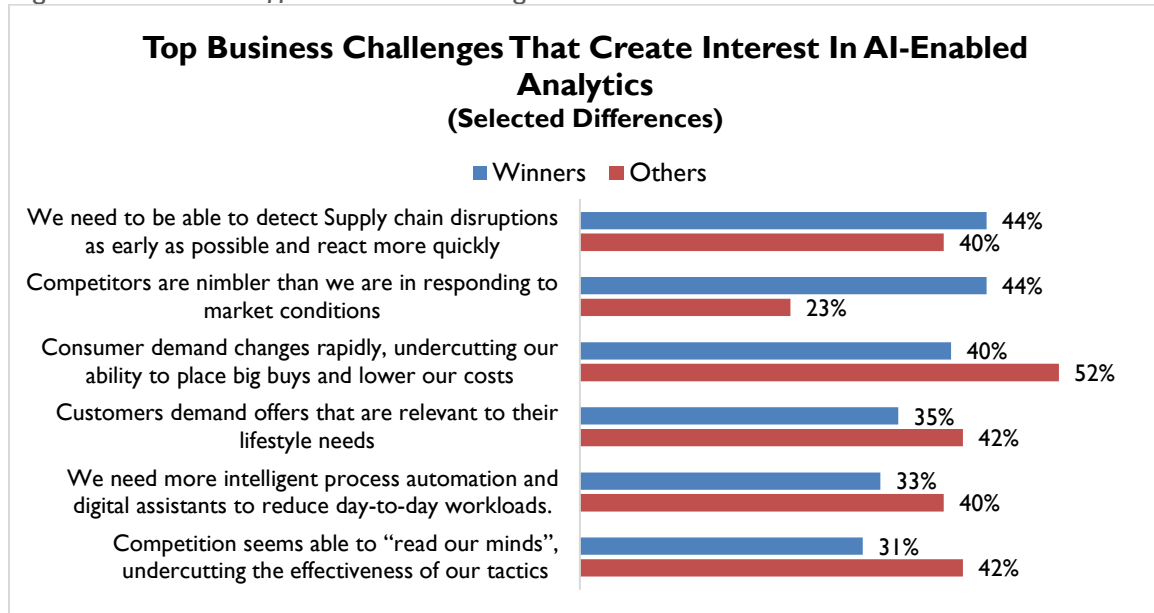 Top Business Challenges That Create Interest In AI-Enabled
Analytics
(Selected Differences)
Winners Others
We need to be able to detect Supply chain disruptions
as early as possible and react more quickly
44%
40%
Competitors are nimbler than we are in responding to
market conditions
44%
23%
Consumer demand changes rapidly, undercutting our
ability to place big buys and lower our costs
40%
52%
Customers demand offers that are relevant to their
lifestyle needs
35%
42%
We need more intelligent process automation and
digital assistants to reduce day-to-day workloads.
33%
40%
Competition seems able to “read our minds”,
undercutting the effectiveness of our tactics
31%
42%